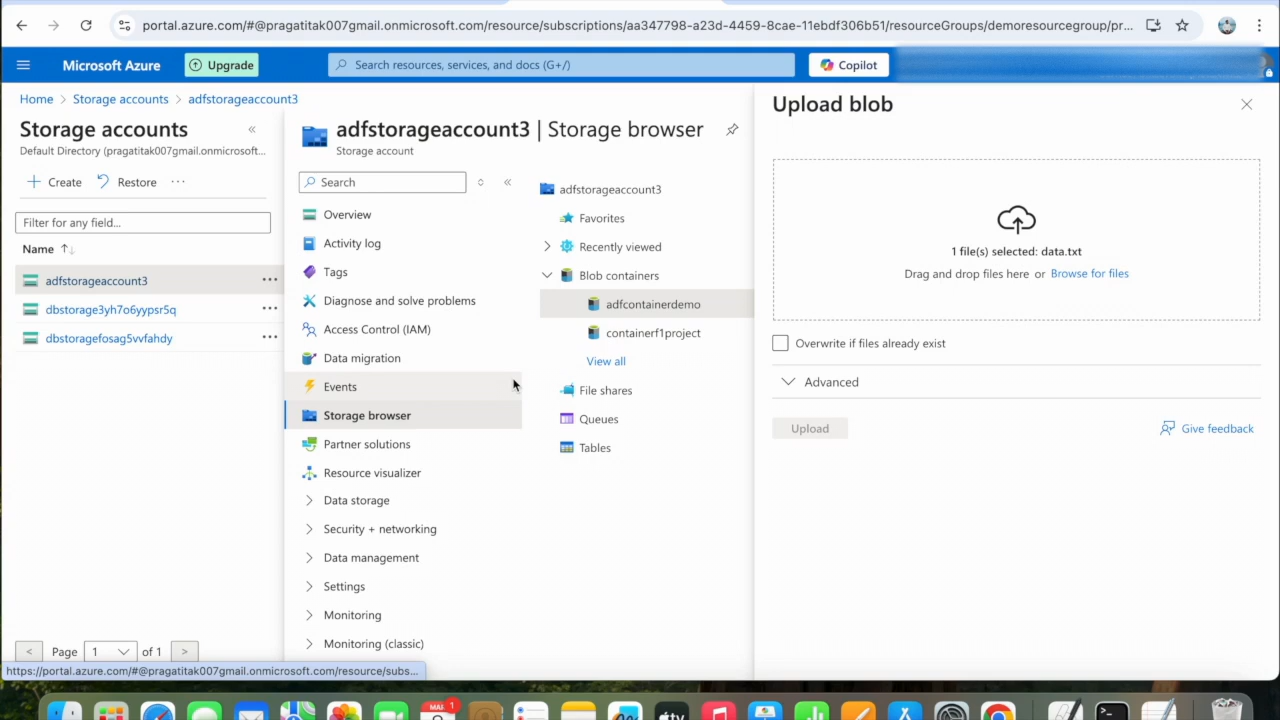 portal.azure.com/#@pragatitak007gmail.onmicrosoft.com/resource/subscriptions/aa347798-a23d-4459-8cae-11ebdf306b51/resourceGroups/demoresourcegroup/pr...
Microsoft Azure
Upgrade
Search resources, services, and docs (G+/)
Copilot
Home > Storage accounts > adfstorageaccount3
Storage accounts
«
Default Directory (pragatitak007gmail.onmicrosoft...
Create
Restore
...
Filter for any field...
Name ↑↓
adfstorageaccount3
...
dbstorage3yh7o6yypsr5q
...
dbstoragefosag5vvfahdy
...
< Page 1 of 1 >
https://portal.azure.com/#@pragatitak007gmail.onmicrosoft.com/resource/subs...
adfstorageaccount3 | Storage browser
Storage account
Search
«
Overview
Activity log
Tags
Diagnose and solve problems
Access Control (IAM)
Data migration
Events
Storage browser
Partner solutions
Resource visualizer
Data storage
Security + networking
Data management
Settings
Monitoring
Monitoring (classic)
adfstorageaccount3
Favorites
Recently viewed
Blob containers
adfcontainerdemo
containerf1project
View all
File shares
Queues
Tables
Upload blob
1 file(s) selected: data.txt
Drag and drop files here or Browse for files
Overwrite if files already exist
Advanced
Upload
Give feedback
MAI 1
tv